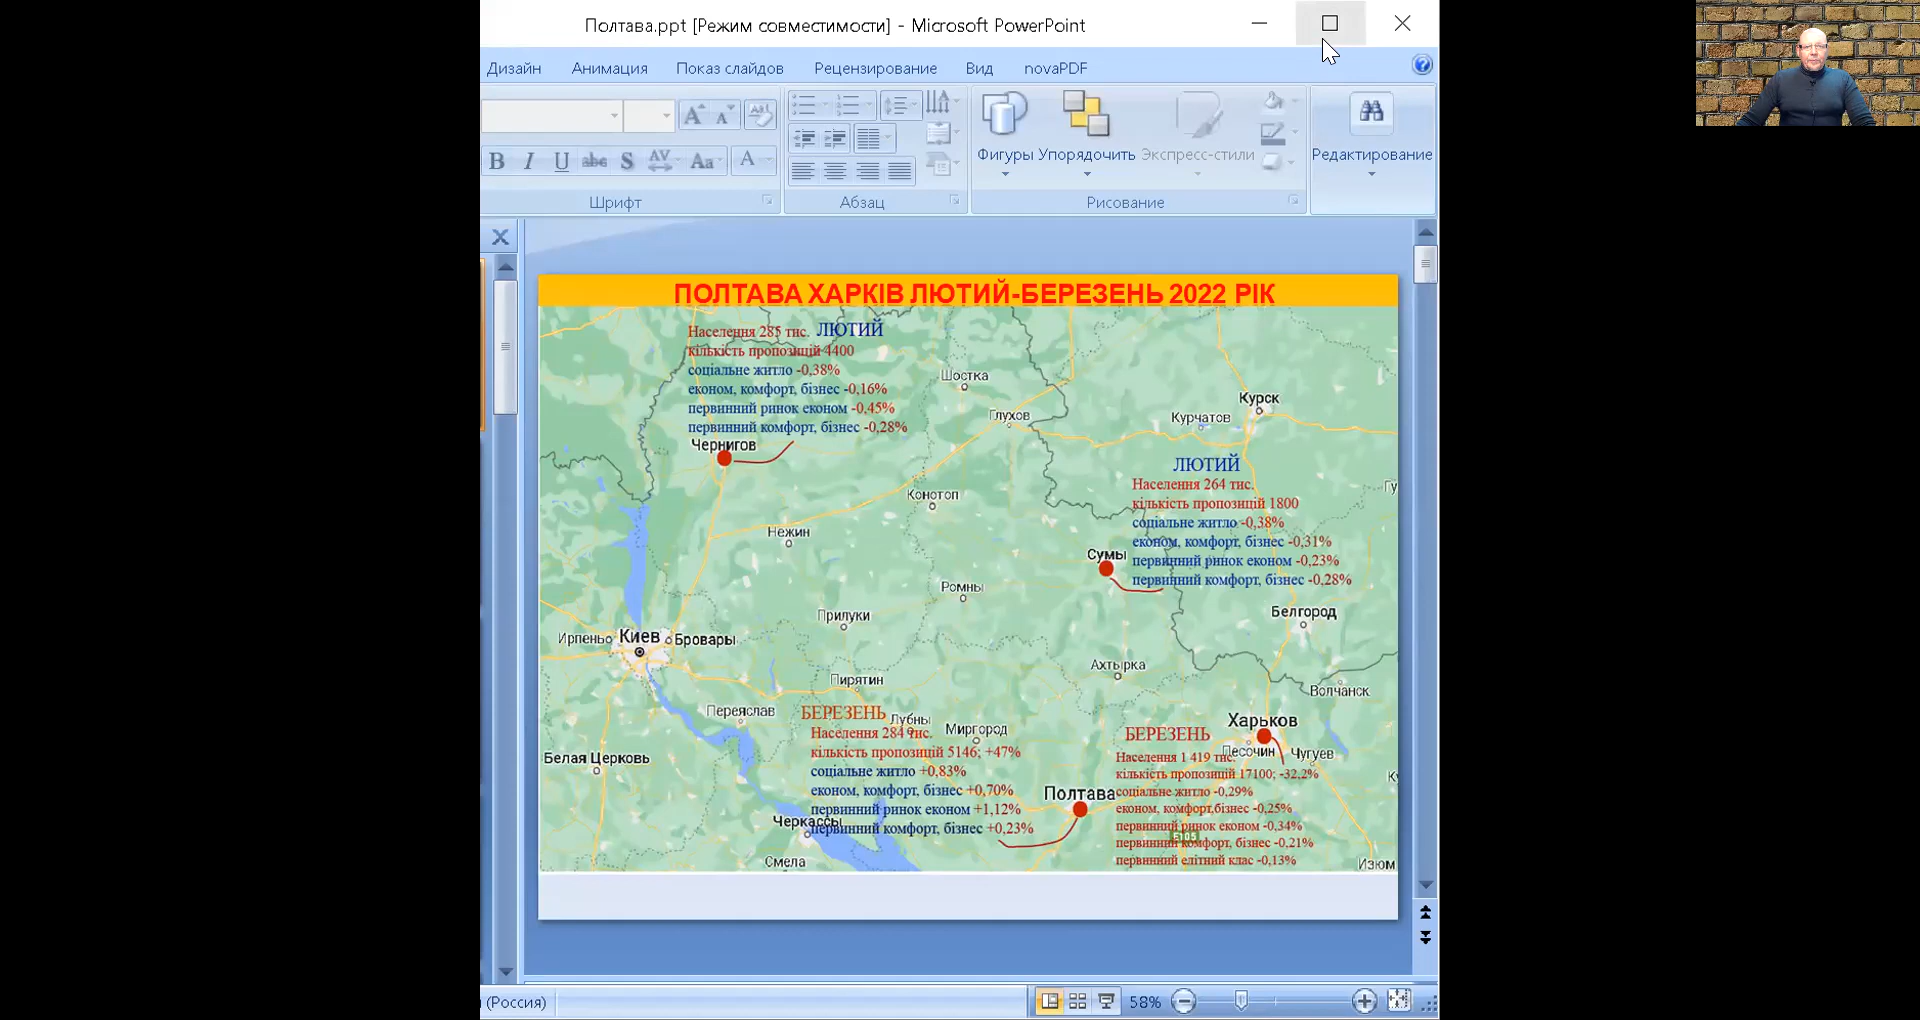 Полтава.ppt [Режим совместимости] - Microsoft PowerPoint
Дизайн Анимация Показ слайдов Рецензирование Вид novaPDF
Фигуры Упорядочить Экспресс-стили Редактирование
Шрифт Абзац Рисование
ПОЛТАВА ХАРКІВ ЛЮТИЙ-БЕРЕЗЕНЬ 2022 РІК
Населення 285 тис. ЛЮТИЙ
кількість пропозицій 4400
соціальне житло -0,38%
економ, комфорт, бізнес -0,16%
первинний ринок економ -0,45%
первинний комфорт, бізнес -0,28%
Чернигов
Шостка
Глухов
Курск
Курчатов
ЛЮТИЙ
Населення 264 тис.
кількість пропозицій 1800
соціальне житло -0,38%
економ, комфорт, бізнес -0,31%
первинний ринок економ -0,23%
первинний комфорт, бізнес -0,28%
Гу
Конотоп
Нежин
Сумы
Ромны
Прилуки
Белгород
Ирпень
Киев
Бровары
Ахтырка
Пирятин
Волчанск
Переяслав
БЕРЕЗЕНЬ
Лубны
Миргород
Населення 284 тис.
кількість пропозицій 5146; +47%
соціальне житло +0,83%
економ, комфорт, бізнес +0,70%
первинний ринок економ +1,12%
первинний комфорт, бізнес +0,23%
Харьков
БЕРЕЗЕНЬ
Песочин
Чугуев
Населення 1 419 тис.
кількість пропозицій 17100; -32,2%
соціальне житло -0,29%
економ, комфорт,бізнес -0,25%
первинний ринок економ -0,34%
первинний комфорт, бізнес -0,21%
первинний елітний клас -0,13%
Белая Церковь
Полтава
Черкассы
E105
Смела
Изюм
(Россия)
58%